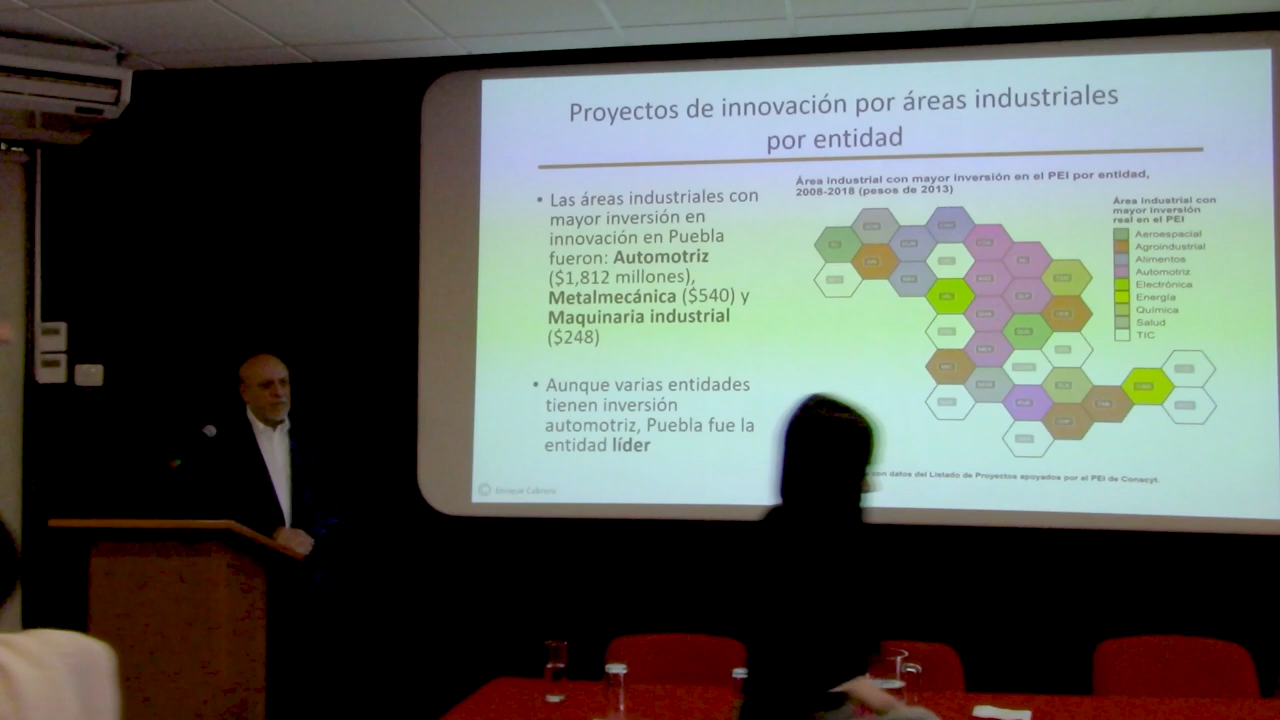 Proyectos de innovación por áreas industriales
por entidad
• Las áreas industriales con
mayor inversión en
innovación en Puebla
fueron: Automotriz
($1,812 millones),
Metalmecánica ($540) y
Maquinaria industrial
($248)
• Aunque varias entidades
tienen inversión
automotriz, Puebla fue la
entidad líder
Área industrial con mayor inversión en el PEI por entidad,
2008-2018 (pesos de 2013)
Área industrial con
mayor inversión
real en el PEI
Aeroespacial
Agroindustrial
Alimentos
Automotriz
Electrónica
Energía
Química
Salud
TIC
con datos del Listado de Proyectos apoyados por el PEI de Conacyt.
© Enrique Cabrero